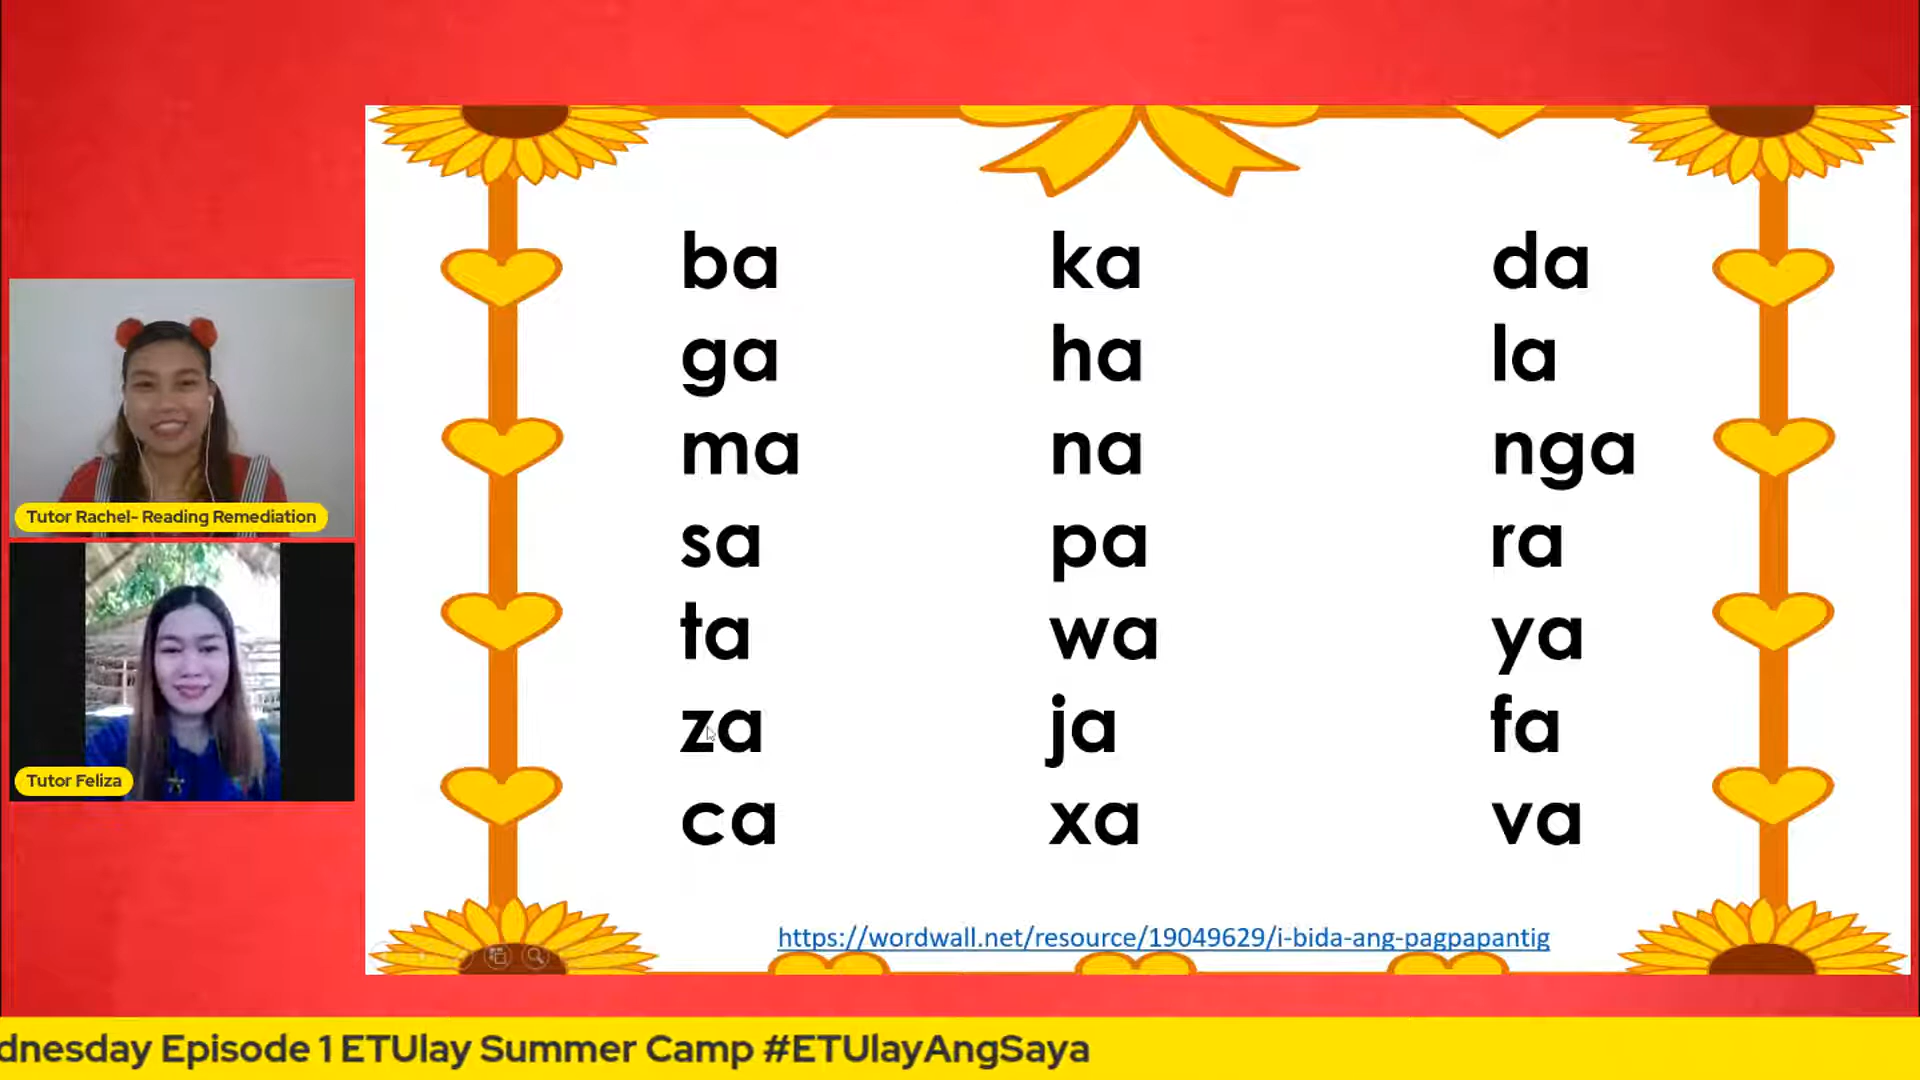 ba ka da
ga ha la
ma na nga
sa pa ra
ta wa ya
za ja fa
ca xa va
https://wordwall.net/resource/19049629/i-bida-ang-pagpapantig
Tutor Rachel- Reading Remediation
Tutor Feliza
dnesday Episode 1 ETUlay Summer Camp #ETUlayAngSaya